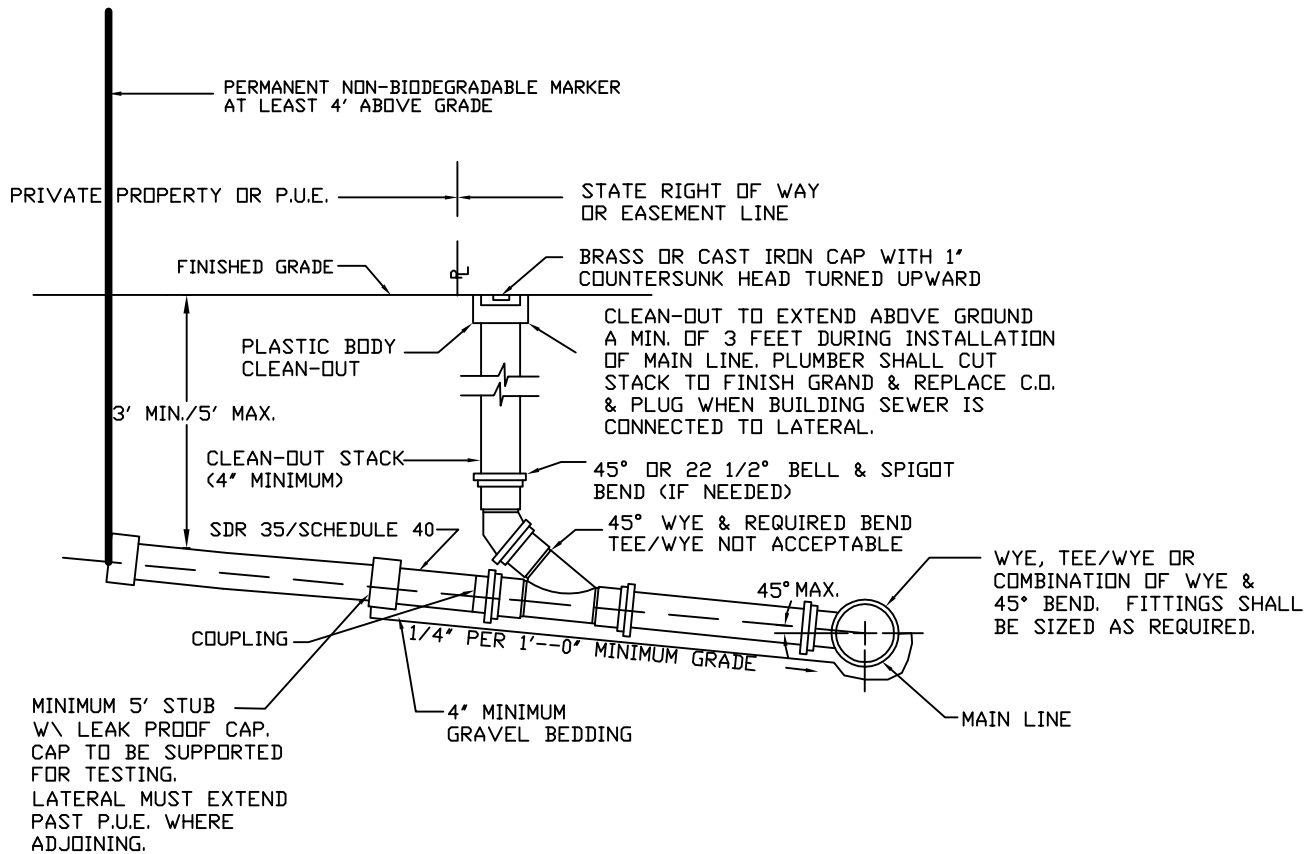 PERMANENT NON-BIODEGRADABLE MARKER
AT LEAST 4' ABOVE GRADE
PRIVATE PROPERTY OR P.U.E.
STATE RIGHT OF WAY
OR EASEMENT LINE
FINISHED GRADE
PL
BRASS OR CAST IRON CAP WITH 1"
COUNTERSUNK HEAD TURNED UPWARD
PLASTIC BODY
CLEAN-OUT
CLEAN-OUT TO EXTEND ABOVE GROUND
A MIN. OF 3 FEET DURING INSTALLATION
OF MAIN LINE. PLUMBER SHALL CUT
STACK TO FINISH GRAND & REPLACE C.O.
& PLUG WHEN BUILDING SEWER IS
CONNECTED TO LATERAL.
3' MIN./5' MAX.
CLEAN-OUT STACK
(4" MINIMUM)
45° OR 22 1/2° BELL & SPIGOT
BEND (IF NEEDED)
SDR 35/SCHEDULE 40
45° WYE & REQUIRED BEND
TEE/WYE NOT ACCEPTABLE
WYE, TEE/WYE OR
COMBINATION OF WYE &
45° BEND. FITTINGS SHALL
BE SIZED AS REQUIRED.
45° MAX.
COUPLING
1/4" PER 1'--0" MINIMUM GRADE
MINIMUM 5' STUB
W\ LEAK PROOF CAP.
CAP TO BE SUPPORTED
FOR TESTING.
LATERAL MUST EXTEND
PAST P.U.E. WHERE
ADJOINING.
4" MINIMUM
GRAVEL BEDDING
MAIN LINE